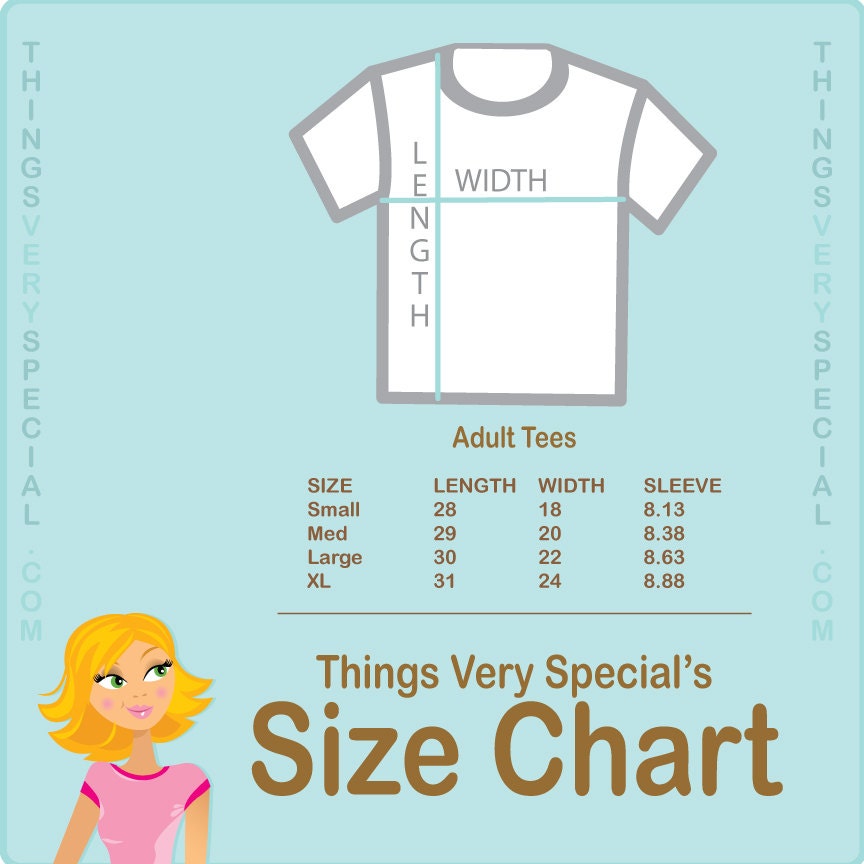 THINGSVERYSPECIAL.COM
THINGSVERYSPECIAL.COM
LENGTH
WIDTH
Adult Tees
SIZE LENGTH WIDTH SLEEVE
Small 28 18 8.13
Med 29 20 8.38
Large 30 22 8.63
XL 31 24 8.88
Things Very Special's
Size Chart